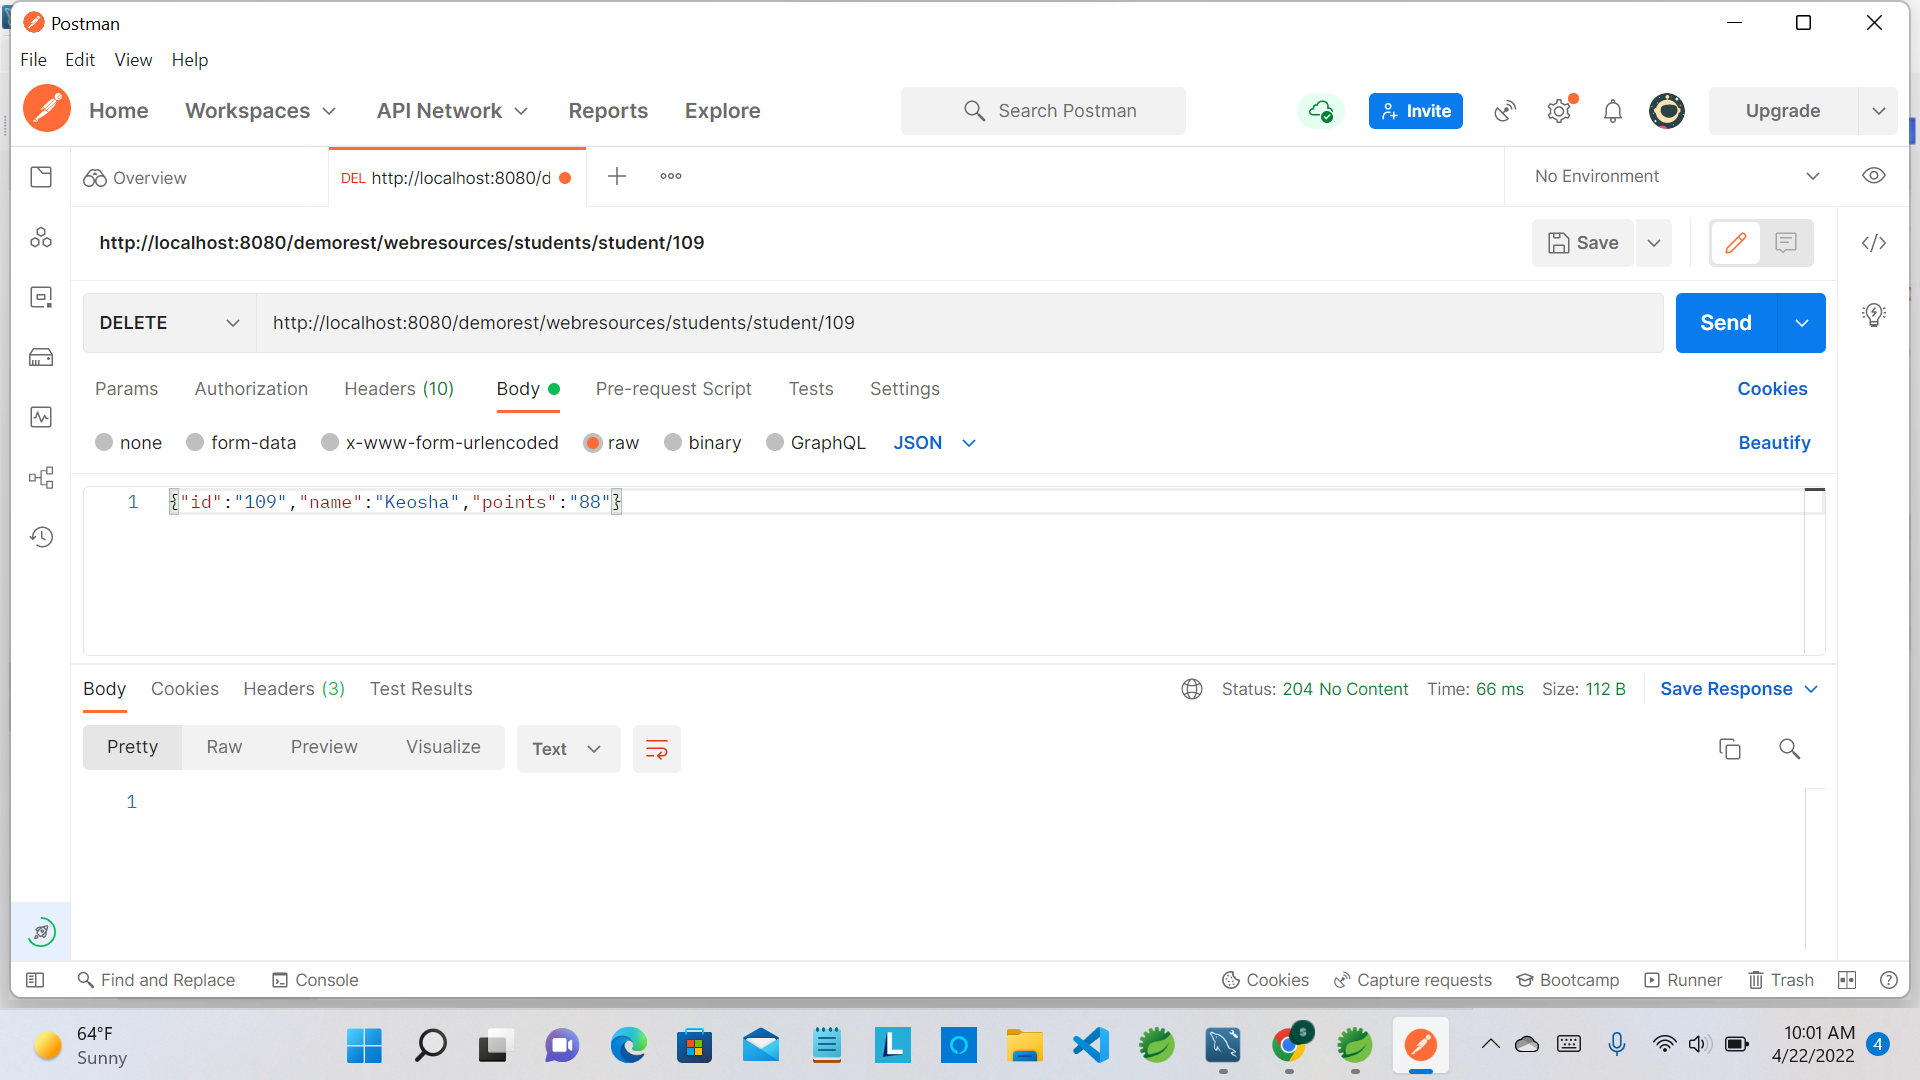 Postman
File Edit View Help
Home Workspaces API Network Reports Explore Search Postman Invite Upgrade
Overview DEL http://localhost:8080/d No Environment
http://localhost:8080/demorest/webresources/students/student/109 Save
DELETE http://localhost:8080/demorest/webresources/students/student/109 Send
Params Authorization Headers (10) Body Pre-request Script Tests Settings Cookies
none form-data x-www-form-urlencoded raw binary GraphQL JSON Beautify
1 {"id":"109","name":"Keosha","points":"88"}
Body Cookies Headers (3) Test Results Status: 204 No Content Time: 66 ms Size: 112 B Save Response
Pretty Raw Preview Visualize Text
1
Find and Replace Console Cookies Capture requests Bootcamp Runner Trash
64°F
Sunny
L
S
10:01 AM
4/22/2022
4